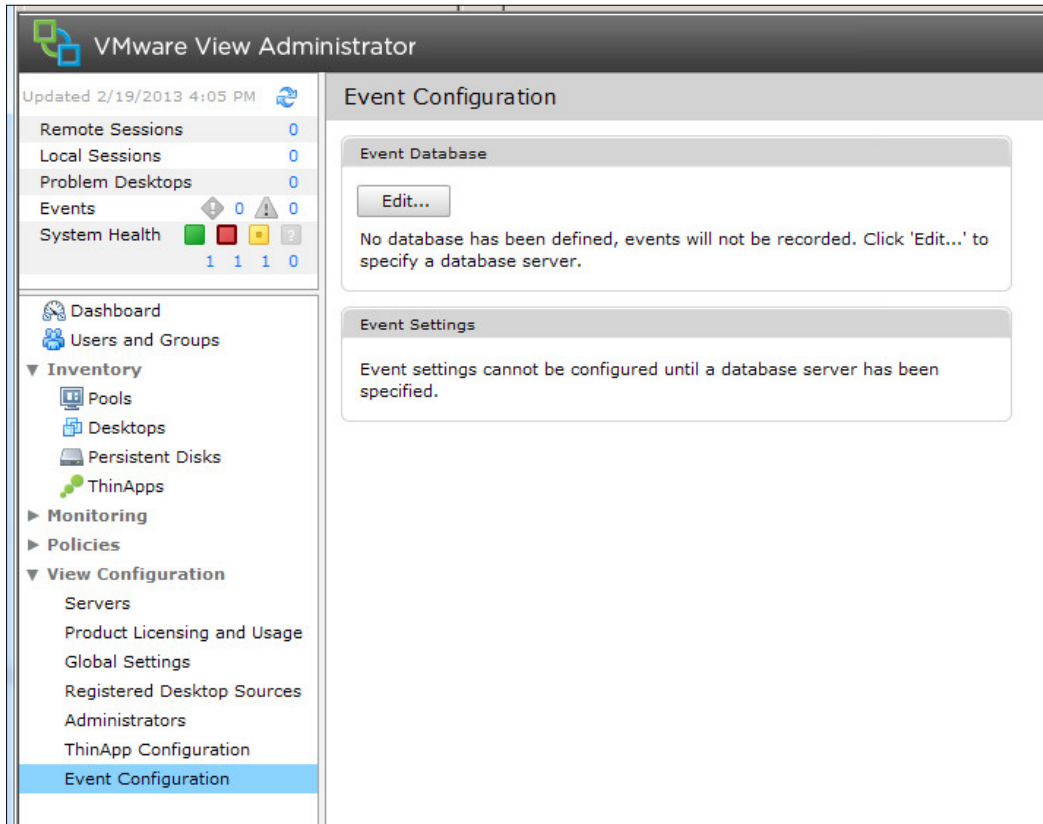 VMware View Administrator
Updated 2/19/2013 4:05 PM
Remote Sessions 0
Local Sessions 0
Problem Desktops 0
Events 0 0
System Health ?
1 1 1 0
Dashboard
Users and Groups
Inventory
Pools
Desktops
Persistent Disks
ThinApps
Monitoring
Policies
View Configuration
Servers
Product Licensing and Usage
Global Settings
Registered Desktop Sources
Administrators
ThinApp Configuration
Event Configuration
Event Configuration
Event Database
Edit...
No database has been defined, events will not be recorded. Click 'Edit...' to
specify a database server.
Event Settings
Event settings cannot be configured until a database server has been
specified.